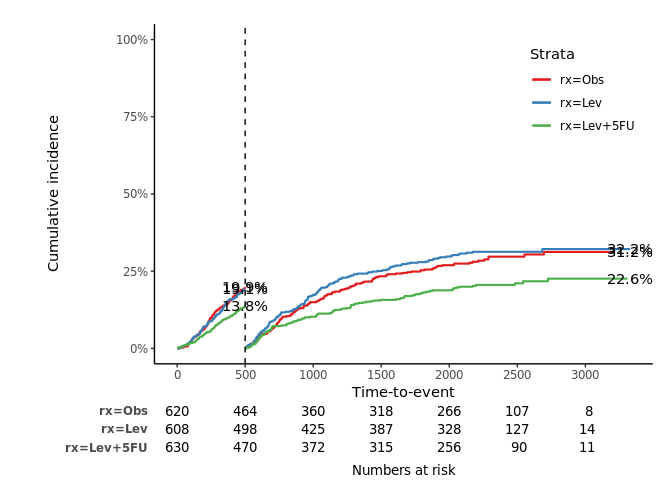 Cumulative incidence
100%
75%
50%
25%
0%
Strata
rx=Obs
rx=Lev
rx=Lev+5FU
32.2%
31.2%
22.6%
13.8%
0 500 1000 1500 2000 2500 3000
Time-to-event
rx=Obs 620 464 360 318 266 107 8
rx=Lev 608 498 425 387 328 127 14
rx=Lev+5FU 630 470 372 315 256 90 11
Numbers at risk